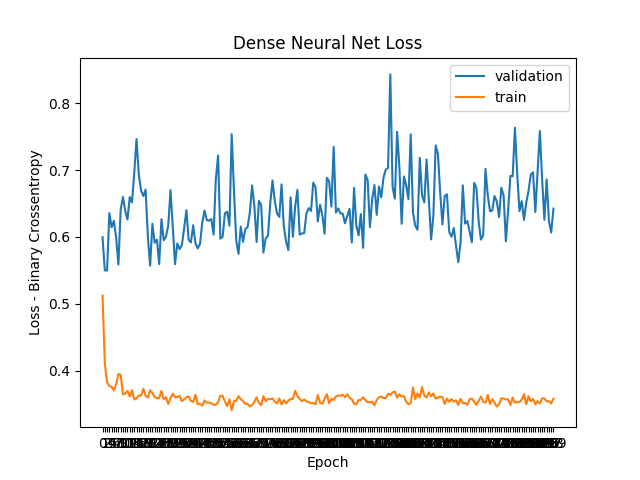 Dense Neural Net Loss
validation
train
0.8
0.7
0.6
0.5
0.4
Loss - Binary Crossentropy
Epoch